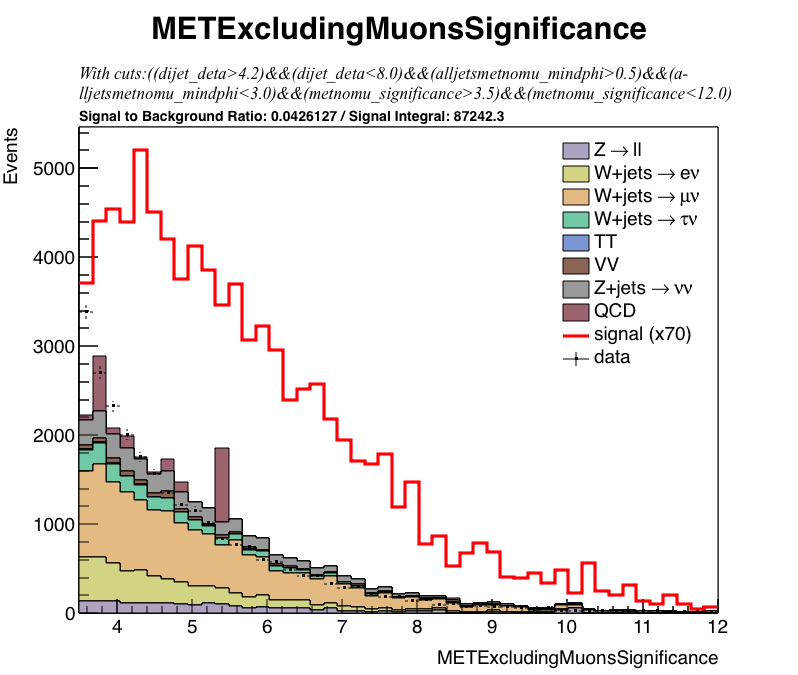 METExcludingMuonsSignificance
With cuts:((dijet_deta>4.2)&&(dijet_deta<8.0)&&(alljetsmetnomu_mindphi>0.5)&&(a-
lljetsmetnomu_mindphi<3.0)&&(metnomu_significance>3.5)&&(metnomu_significance<12.0)
Signal to Background Ratio: 0.0426127 / Signal Integral: 87242.3
Events
5000
4000
3000
2000
1000
0
Z → ll
W+jets → eν
W+jets → μν
W+jets → τν
TT
VV
Z+jets → νν
QCD
signal (x70)
data
4 5 6 7 8 9 10 11 12
METExcludingMuonsSignificance